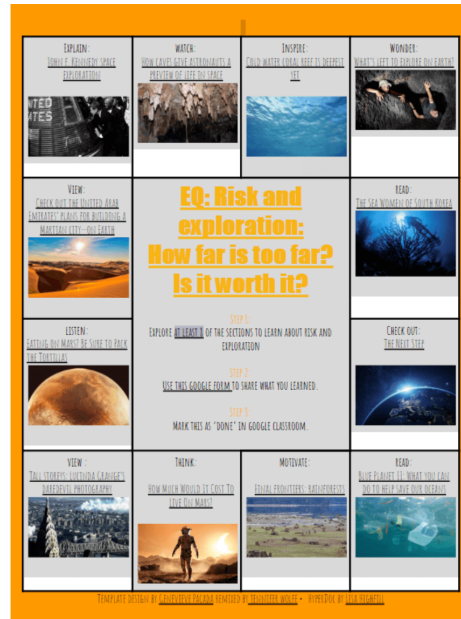 EXPLAIN:
JOHN F. KENNEDY SPACE
EXPLORATION
NTED
ATES
WATCH:
HOW CAVES GIVE ASTRONAUTS A
PREVIEW OF LIFE IN SPACE
INSPIRE:
COLD WATER CORAL REEF IS DEEPEST
YET
WONDER:
WHAT'S LEFT TO EXPLORE ON EARTH?
VIEW:
CHECK OUT THE UNITED ARAB
EMIRATES' PLANS FOR BUILDING A
MARTIAN CITY—ON EARTH
EQ: Risk and
exploration:
How far is too far?
Is it worth it?
STEP 1:
EXPLORE AT LEAST 3 OF THE SECTIONS TO LEARN ABOUT RISK AND
EXPLORATION
STEP 2:
USE THIS GOOGLE FORM TO SHARE WHAT YOU LEARNED.
STEP 3:
MARK THIS AS "DONE" IN GOOGLE CLASSROOM.
READ:
THE SEA WOMEN OF SOUTH KOREA
LISTEN:
EATING ON MARS? BE SURE TO PACK
THE TORTILLAS
CHECK OUT:
THE NEXT STEP
VIEW :
TALL STOREYS: LUCINDA GRANGE'S
DAREDEVIL PHOTOGRAPHY
THINK:
HOW MUCH WOULD IT COST TO
LIVE ON MARS?
MOTIVATE:
FINAL FRONTIERS: RAINFORESTS
READ:
BLUE PLANET II: WHAT YOU CAN
DO TO HELP SAVE OUR OCEANS
TEMPLATE DESIGN BY GENEVIEVE PACADA REMIXED BY JENNIFER WOLFE • HYPERDOC BY LISA HIGHFILL